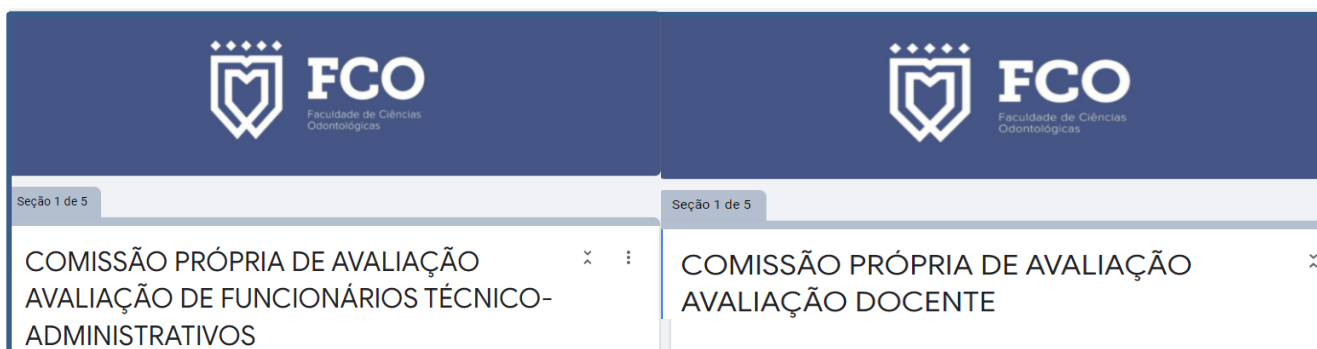 FCO
Faculdade de Ciências
Odontológicas
Seção 1 de 5
COMISSÃO PRÓPRIA DE AVALIAÇÃO
AVALIAÇÃO DE FUNCIONÁRIOS TÉCNICO-
ADMINISTRATIVOS
FCO
Faculdade de Ciências
Odontológicas
Seção 1 de 5
COMISSÃO PRÓPRIA DE AVALIAÇÃO
AVALIAÇÃO DOCENTE